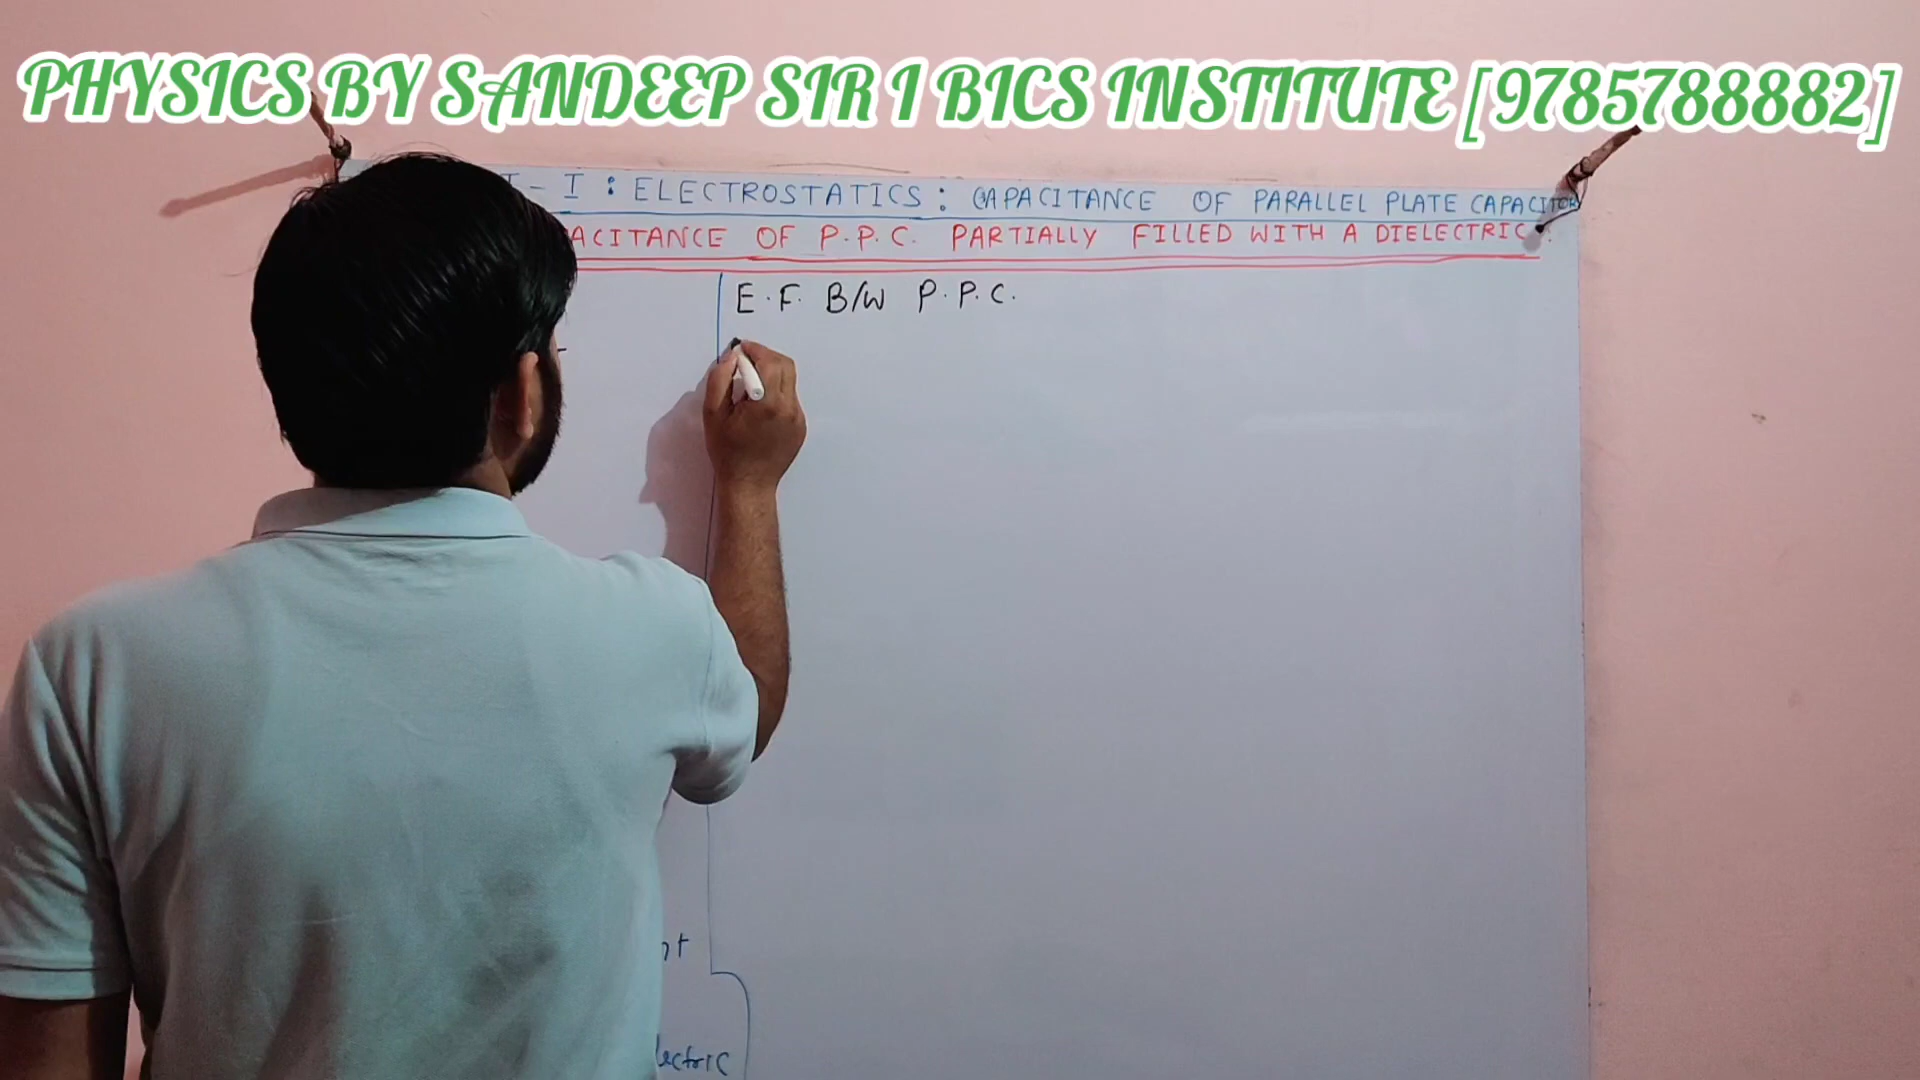 PHYSICS BY SANDEEP SIR I BICS INSTITUTE [9785788882]
I - I : ELECTROSTATICS : CAPACITANCE OF PARALLEL PLATE CAPACITOR
ACITANCE OF P.P.C. PARTIALLY FILLED WITH A DIELECTRIC.
E.F. B/W P.P.C.